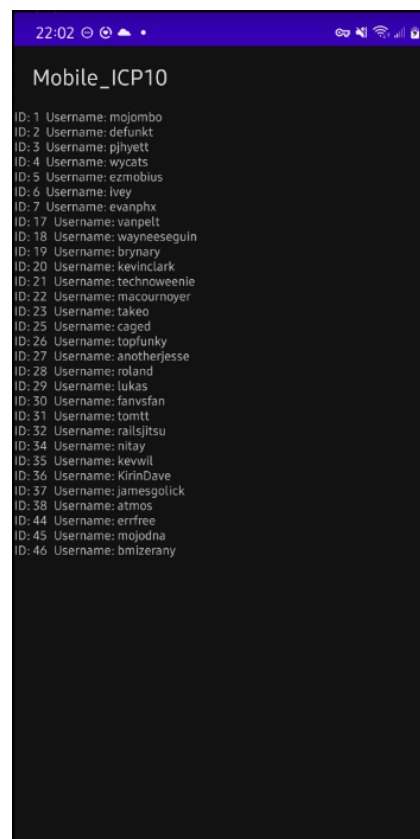 22:02
Mobile_ICP10
ID: 1 Username: mojombo
ID: 2 Username: defunkt
ID: 3 Username: pjhyett
ID: 4 Username: wycats
ID: 5 Username: ezmobius
ID: 6 Username: ivey
ID: 7 Username: evanphx
ID: 17 Username: vanpelt
ID: 18 Username: wayneeseguin
ID: 19 Username: brynary
ID: 20 Username: kevinclark
ID: 21 Username: technoweenie
ID: 22 Username: macournoyer
ID: 23 Username: takeo
ID: 25 Username: caged
ID: 26 Username: topfunky
ID: 27 Username: anotherjesse
ID: 28 Username: roland
ID: 29 Username: lukas
ID: 30 Username: fanvsfan
ID: 31 Username: tomtt
ID: 32 Username: railsjitsu
ID: 34 Username: nitay
ID: 35 Username: kevwil
ID: 36 Username: KirinDave
ID: 37 Username: jamesgolick
ID: 38 Username: atmos
ID: 44 Username: errfree
ID: 45 Username: mojodna
ID: 46 Username: bmizerany